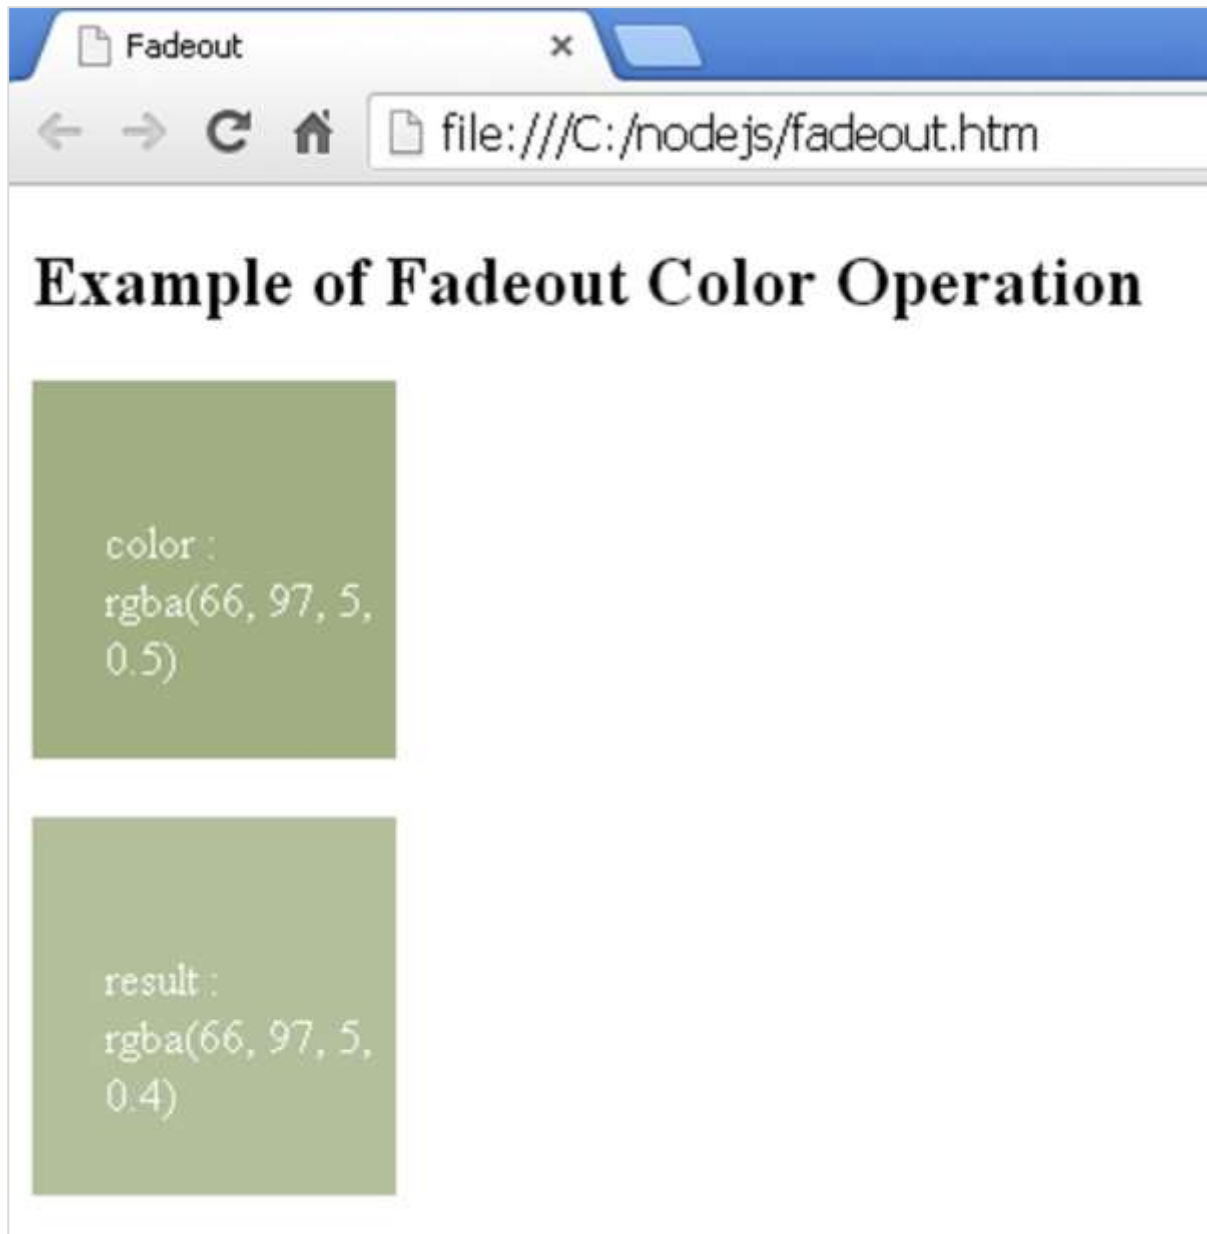 Fadeout
file:///C:/nodejs/fadeout.htm
Example of Fadeout Color Operation
color :
rgba(66, 97, 5,
0.5)
result :
rgba(66, 97, 5,
0.4)